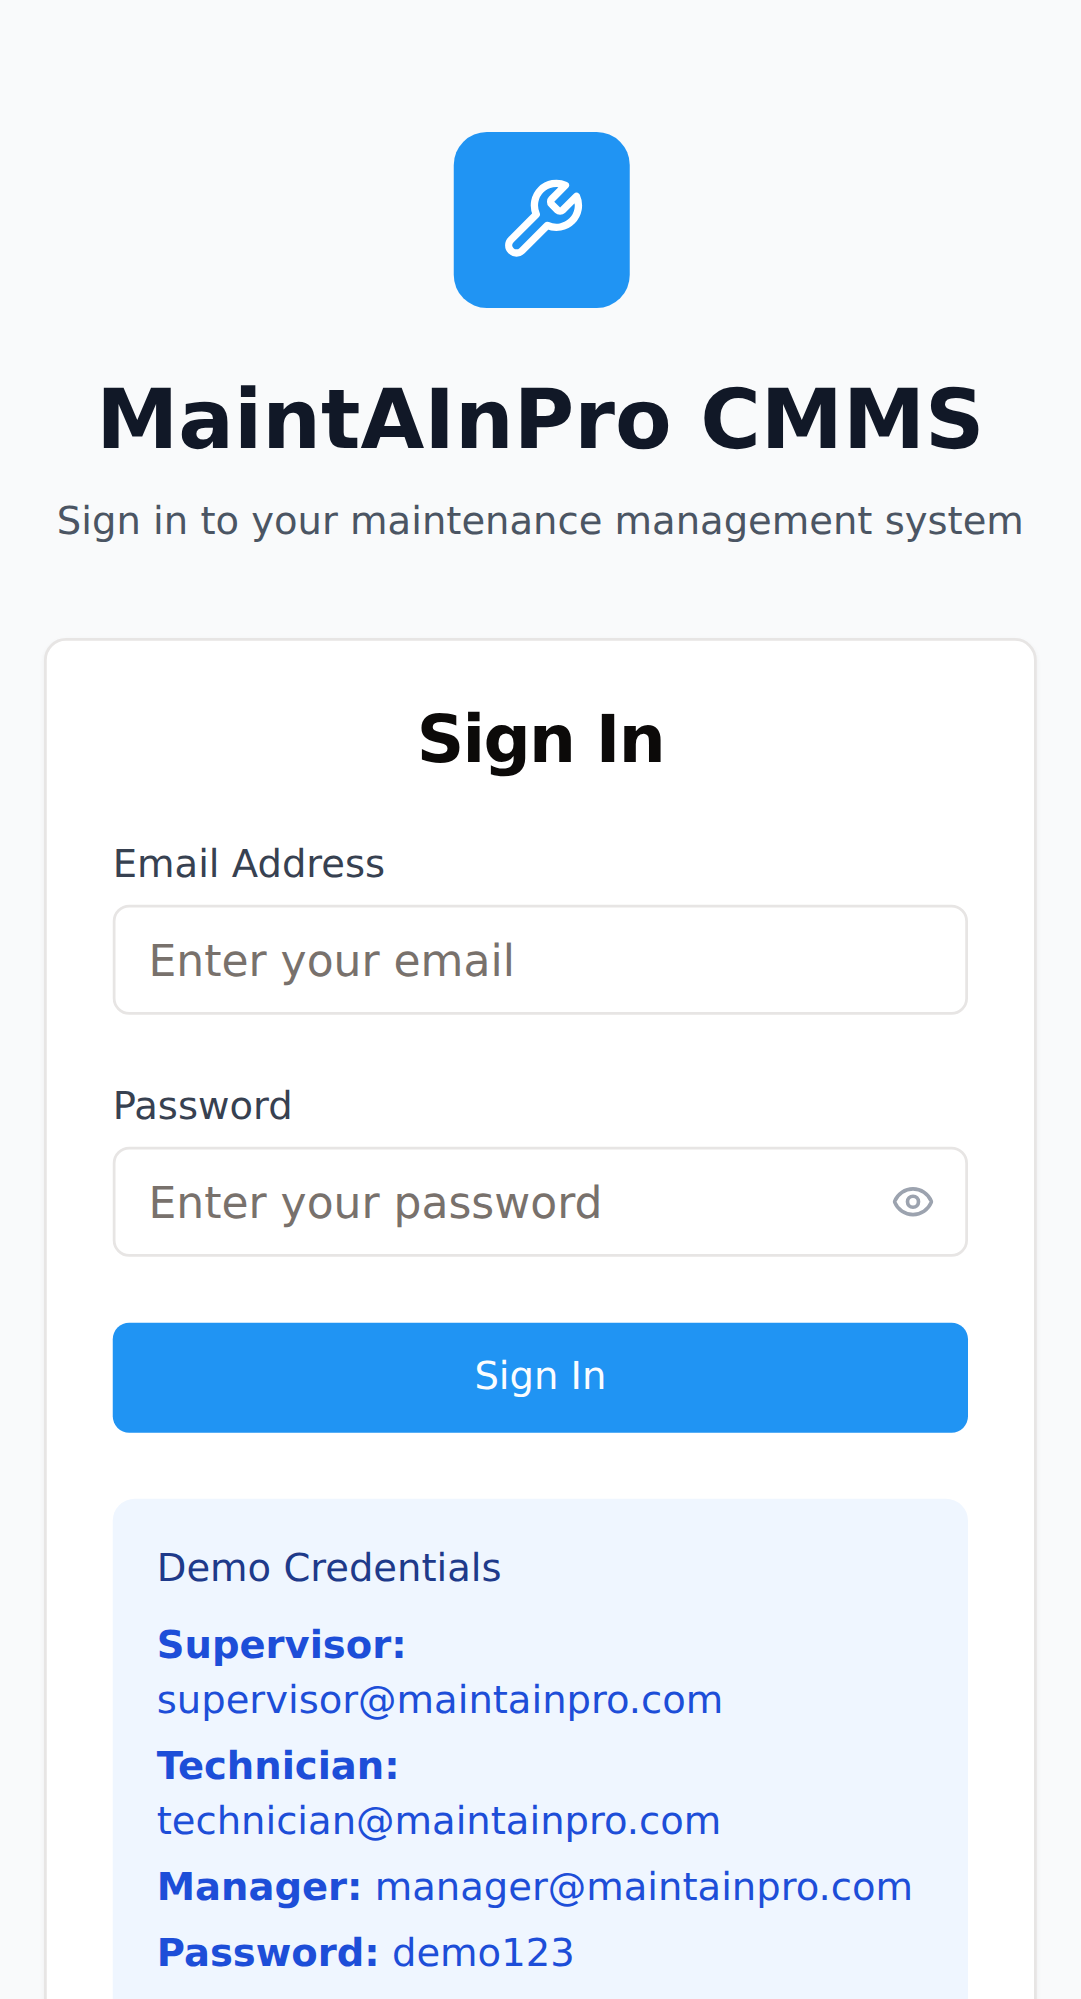 MaintAInPro CMMS
Sign in to your maintenance management system
Sign In
Email Address
Enter your email
Password
Enter your password
Sign In
Demo Credentials
Supervisor:
supervisor@maintainpro.com
Technician:
technician@maintainpro.com
Manager: manager@maintainpro.com
Password: demo123